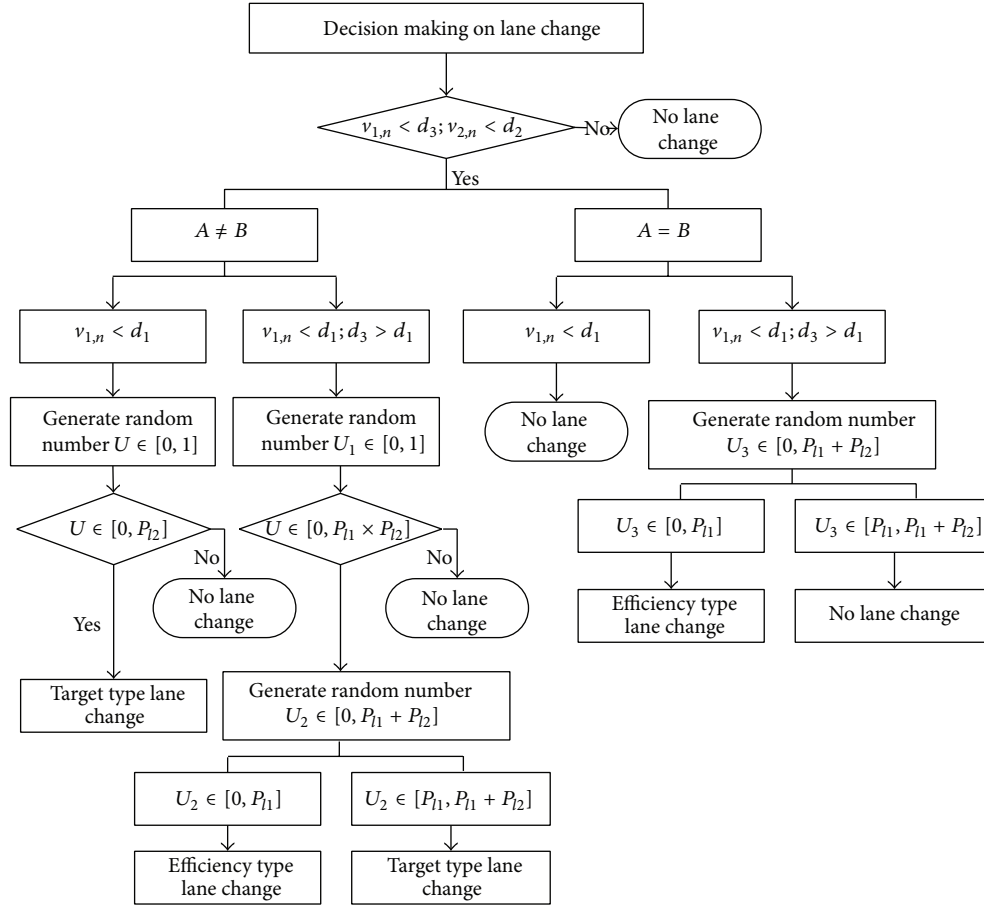 Decision making on lane change
v1,n < d3; v2,n < d2
No
No lane
change
Yes
A ≠ B
A = B
v1,n < d1
v1,n < d1; d3 > d1
v1,n < d1
v1,n < d1; d3 > d1
Generate random
number U ∈ [0, 1]
Generate random
number U1 ∈ [0, 1]
No lane
change
Generate random number
U3 ∈ [0, Pl1 + Pl2]
U ∈ [0, Pl2]
No
No lane
change
Yes
U ∈ [0, Pl1 × Pl2]
No
No lane
change
U3 ∈ [0, Pl1]
U3 ∈ [Pl1, Pl1 + Pl2]
Efficiency type
lane change
No lane change
Target type lane
change
Generate random number
U2 ∈ [0, Pl1 + Pl2]
U2 ∈ [0, Pl1]
U2 ∈ [Pl1, Pl1 + Pl2]
Efficiency type
lane change
Target type lane
change